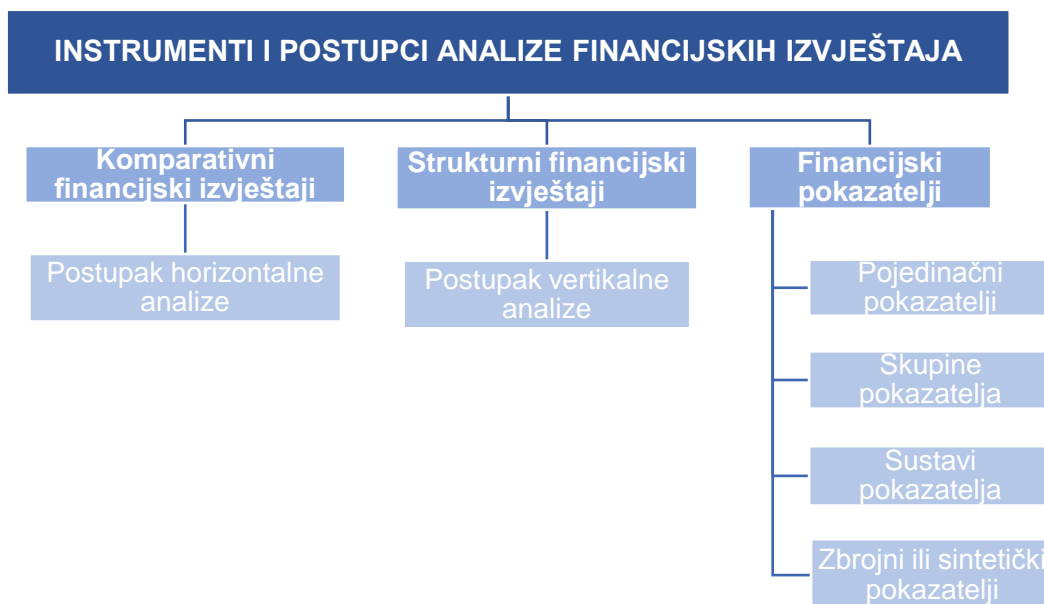 INSTRUMENTI I POSTUPCI ANALIZE FINANCIJSKIH IZVJEŠTAJA
Komparativni
financijski izvještaji
Strukturni financijski
izvještaji
Financijski
pokazatelji
Postupak horizontalne
analize
Postupak vertikalne
analize
Pojedinačni
pokazatelji
Skupine
pokazatelja
Sustavi
pokazatelja
Zbrojni ili sintetički
pokazatelji